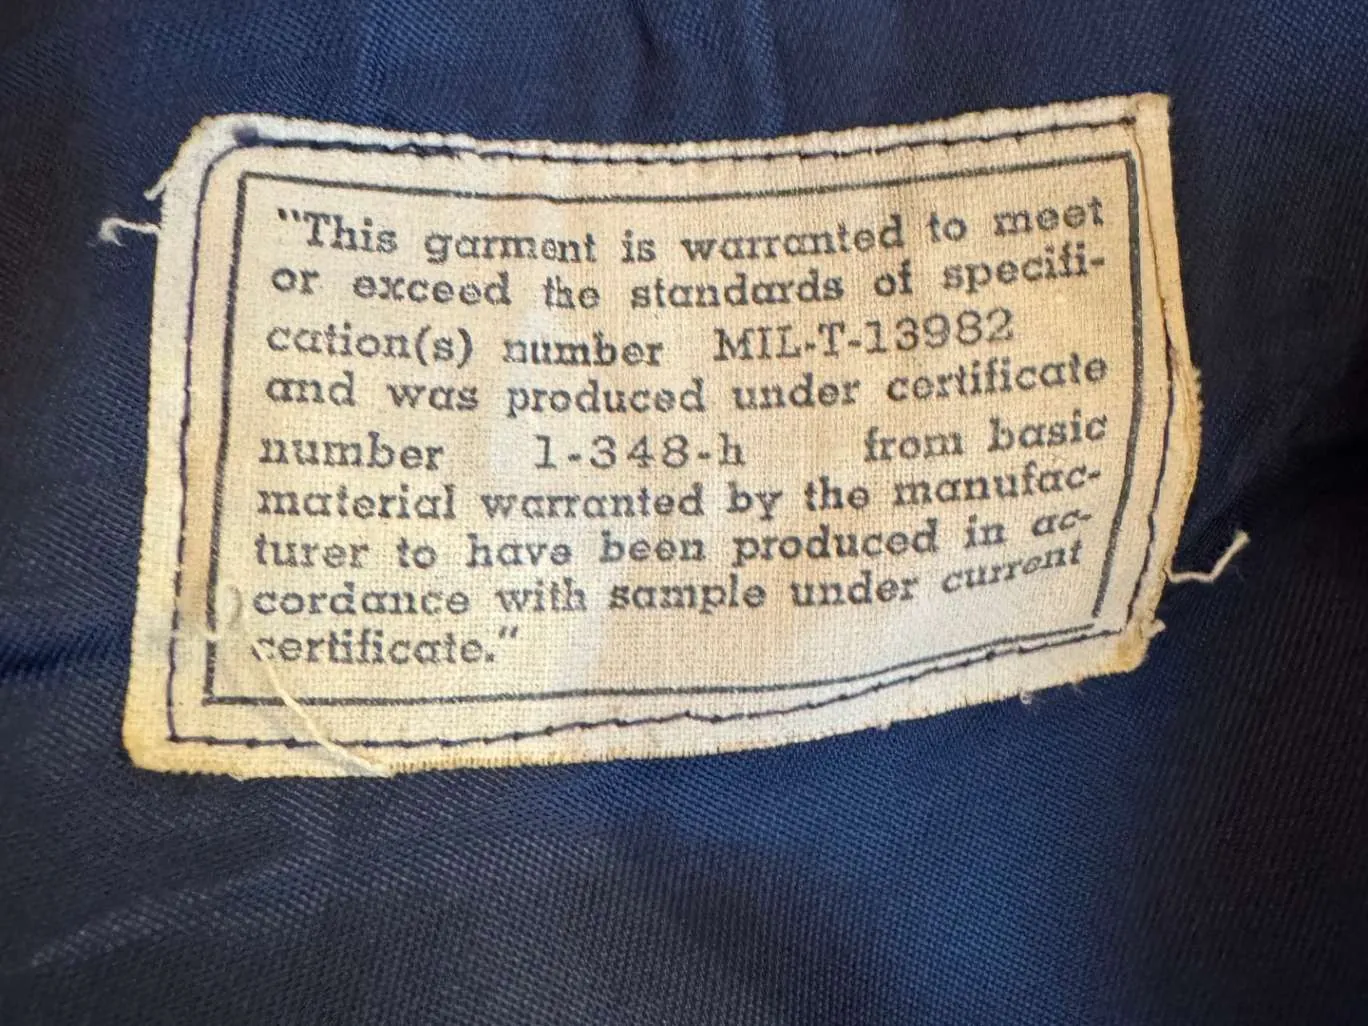 "This garment is warranted to meet
or exceed the standards of specifi-
cation(s) number MIL-T-13982
and was produced under certificate
number 1-348-h from basic
material warranted by the manufac-
turer to have been produced in ac-
cordance with sample under current
certificate."